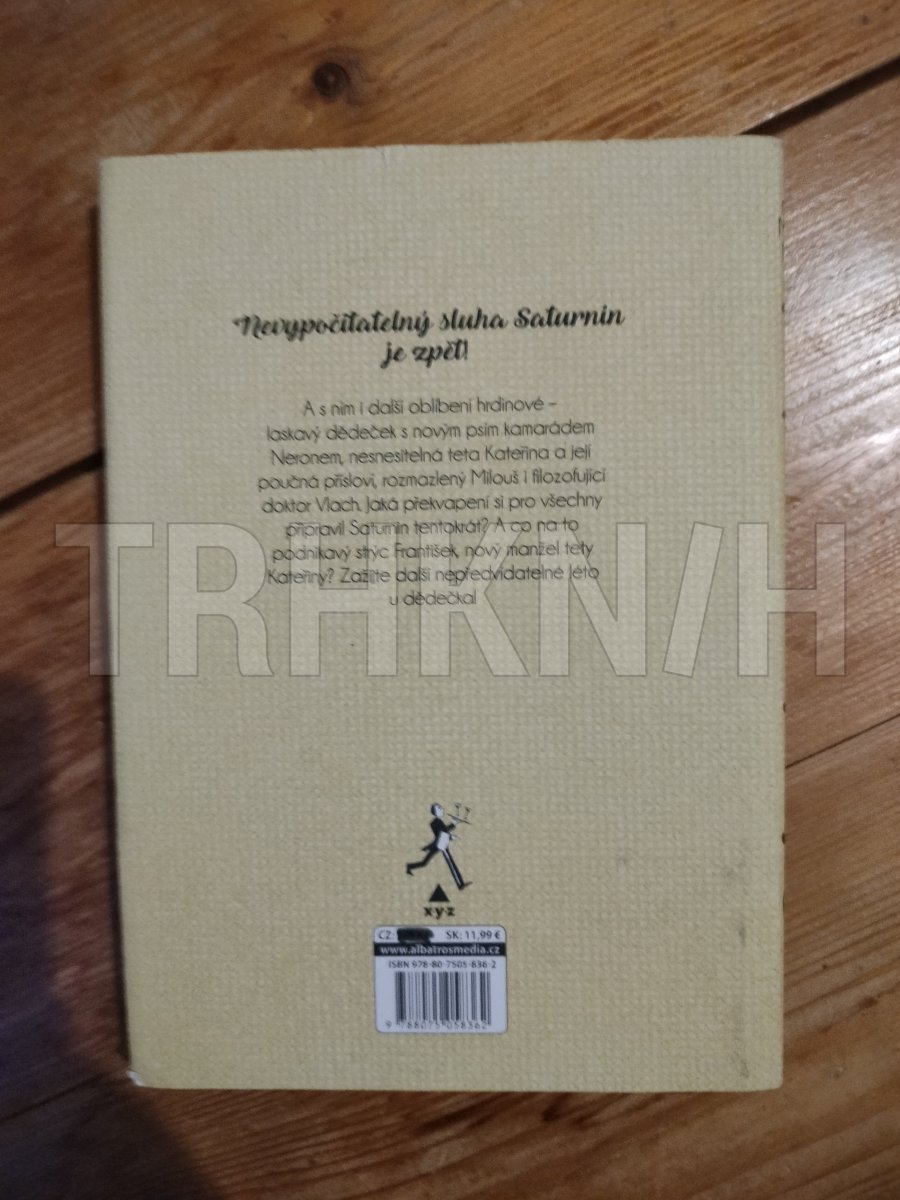 Nevypočitatelný sluha Saturnin
je zpět!
A s ním i další oblíbení hrdinové –
laskavý dědeček s novým psím kamarádem
Neronem, nesnesitelná teta Kateřina a její
poučná přísloví, rozmazlený Milouš i filozofující
doktor Vlach. Jaká překvapení si pro všechny
připravil Saturnin tentokrát? A co na to
podnikavý strýc František, nový manžel tety
Kateřiny? Zažijte další nepředvídatelné léto
u dědečka!
TRHKNIH
x·y·z
CZ: SK: 11,99 €
www.albatrosmedia.cz
ISBN 978-80-7505-836-2
9 788075 058362